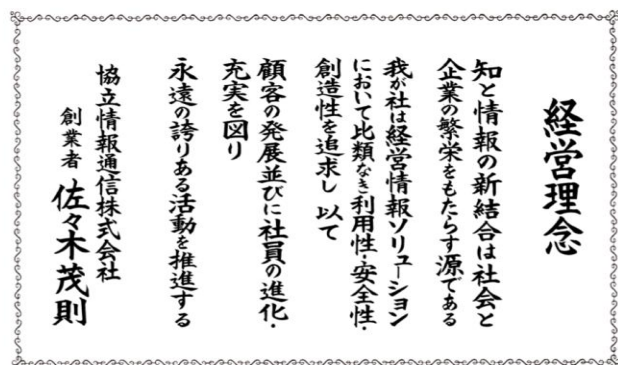 経営理念
知と情報の新結合は社会と
企業の繁栄をもたらす源である
我が社は経営情報ソリューション
において比類なき利用性・安全性・
創造性を追求し 以て
顧客の発展並びに社員の進化・
充実を図り
永遠の誇りある活動を推進する
協立情報通信株式会社
創業者 佐々木茂則